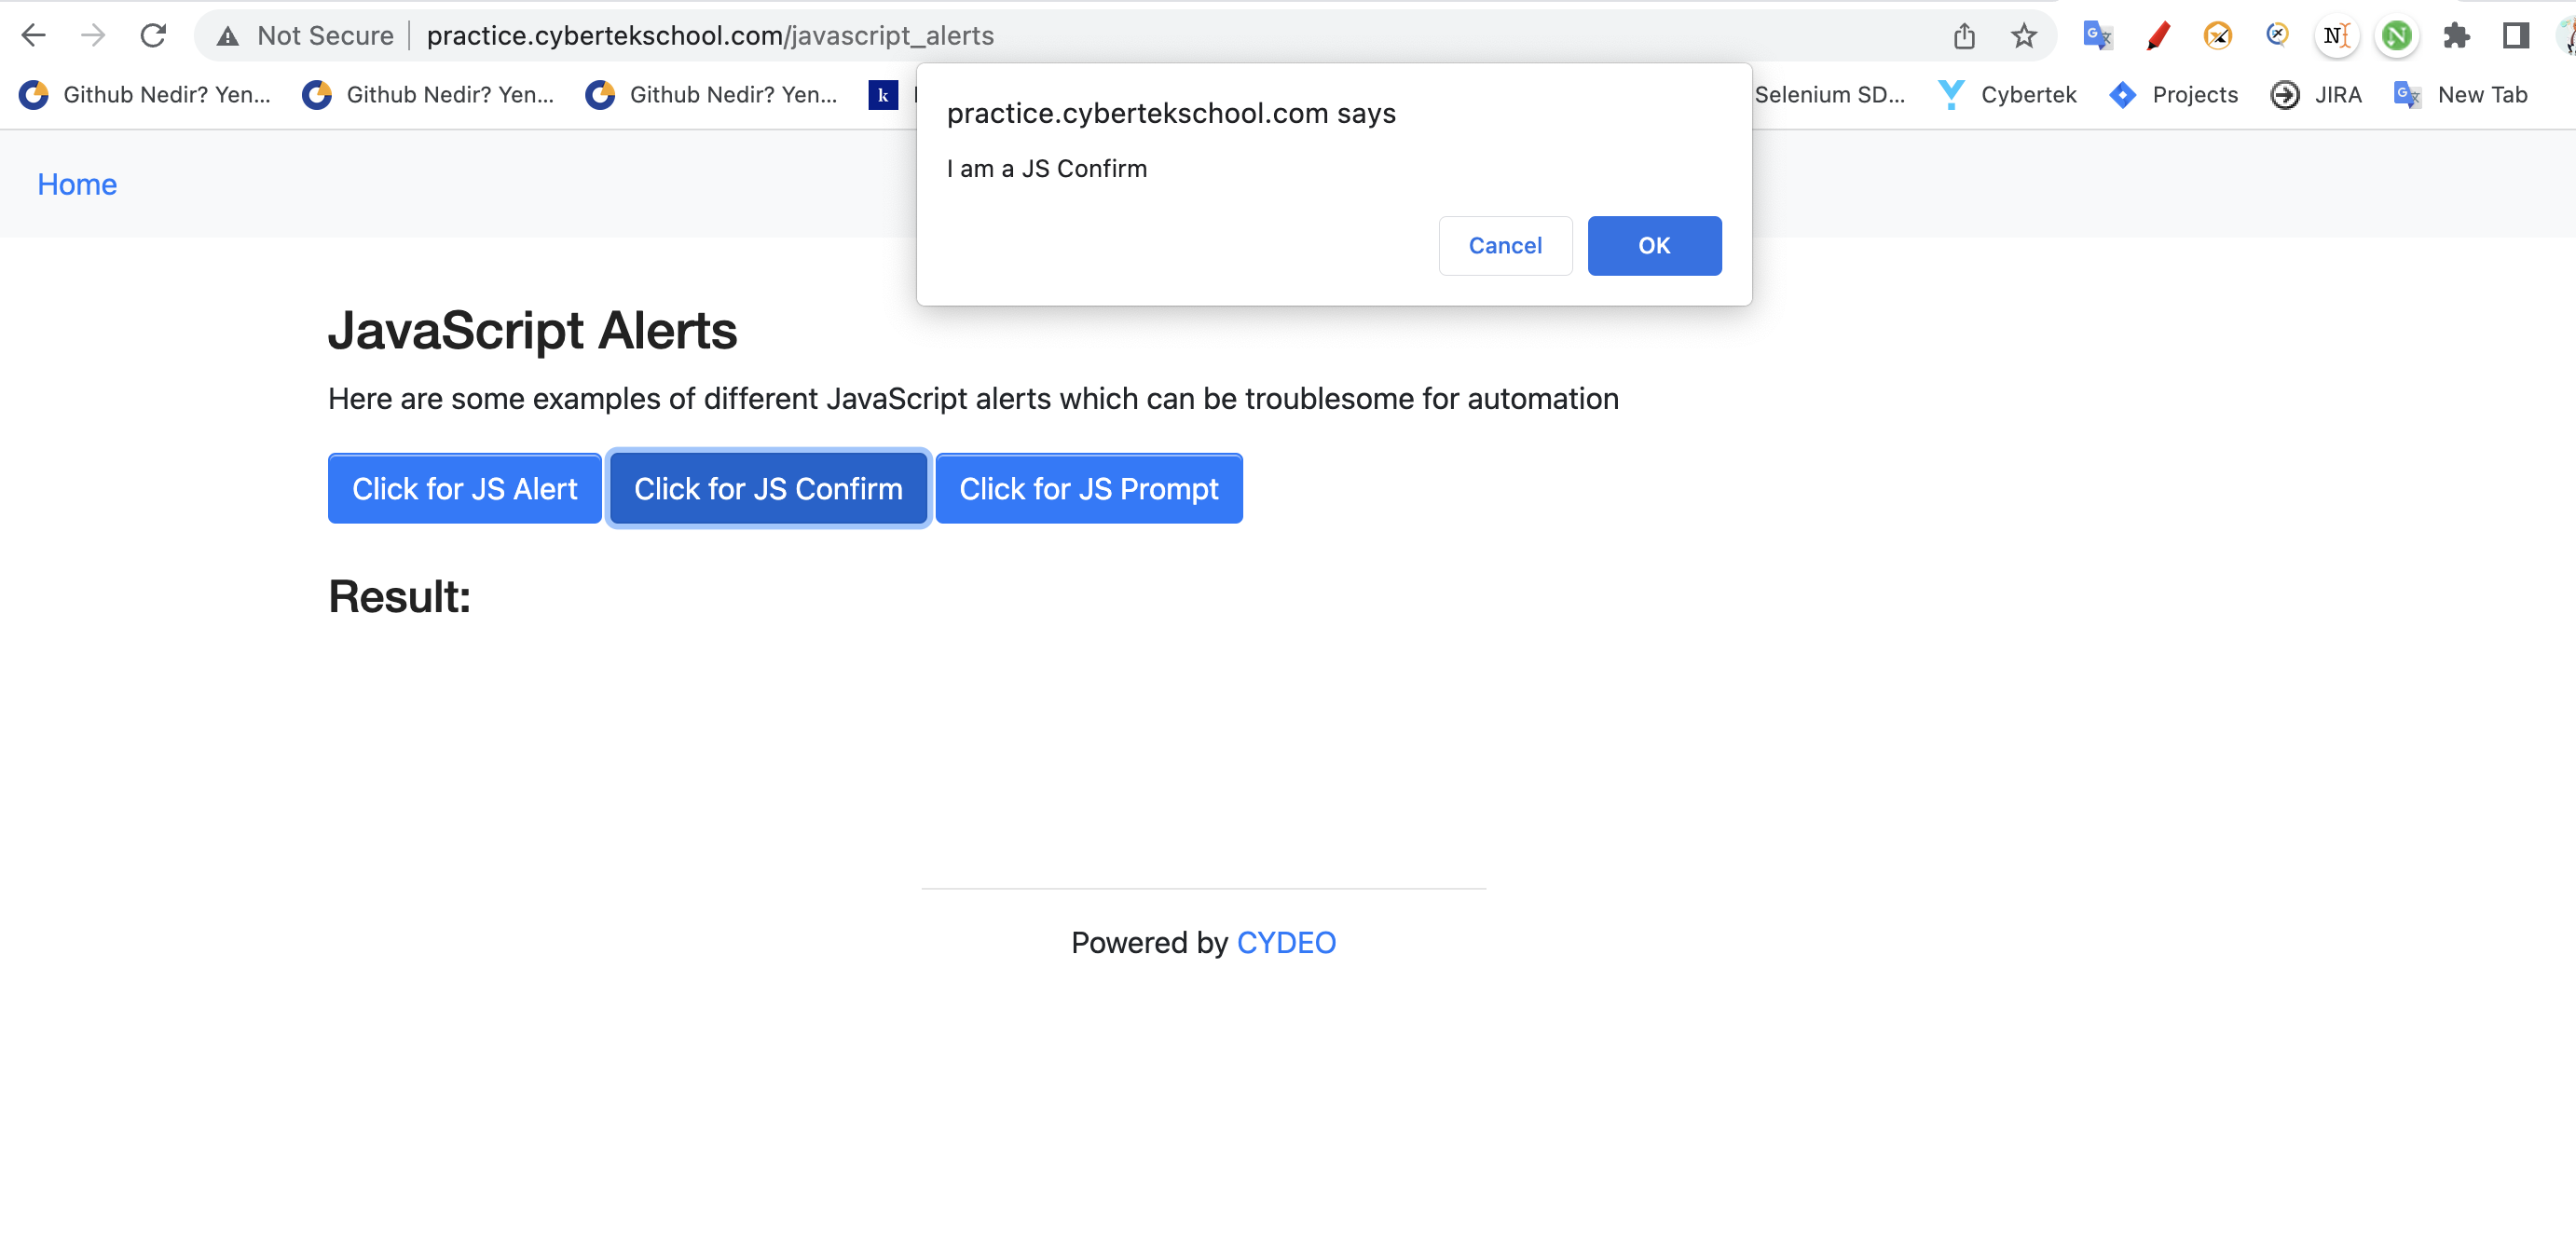 Not Secure practice.cybertekschool.com/javascript_alerts
Github Nedir? Yen... Github Nedir? Yen... Github Nedir? Yen... k Selenium SD... Cybertek Projects JIRA New Tab
practice.cybertekschool.com says
I am a JS Confirm
Cancel OK
Home
JavaScript Alerts
Here are some examples of different JavaScript alerts which can be troublesome for automation
Click for JS Alert Click for JS Confirm Click for JS Prompt
Result:
Powered by CYDEO